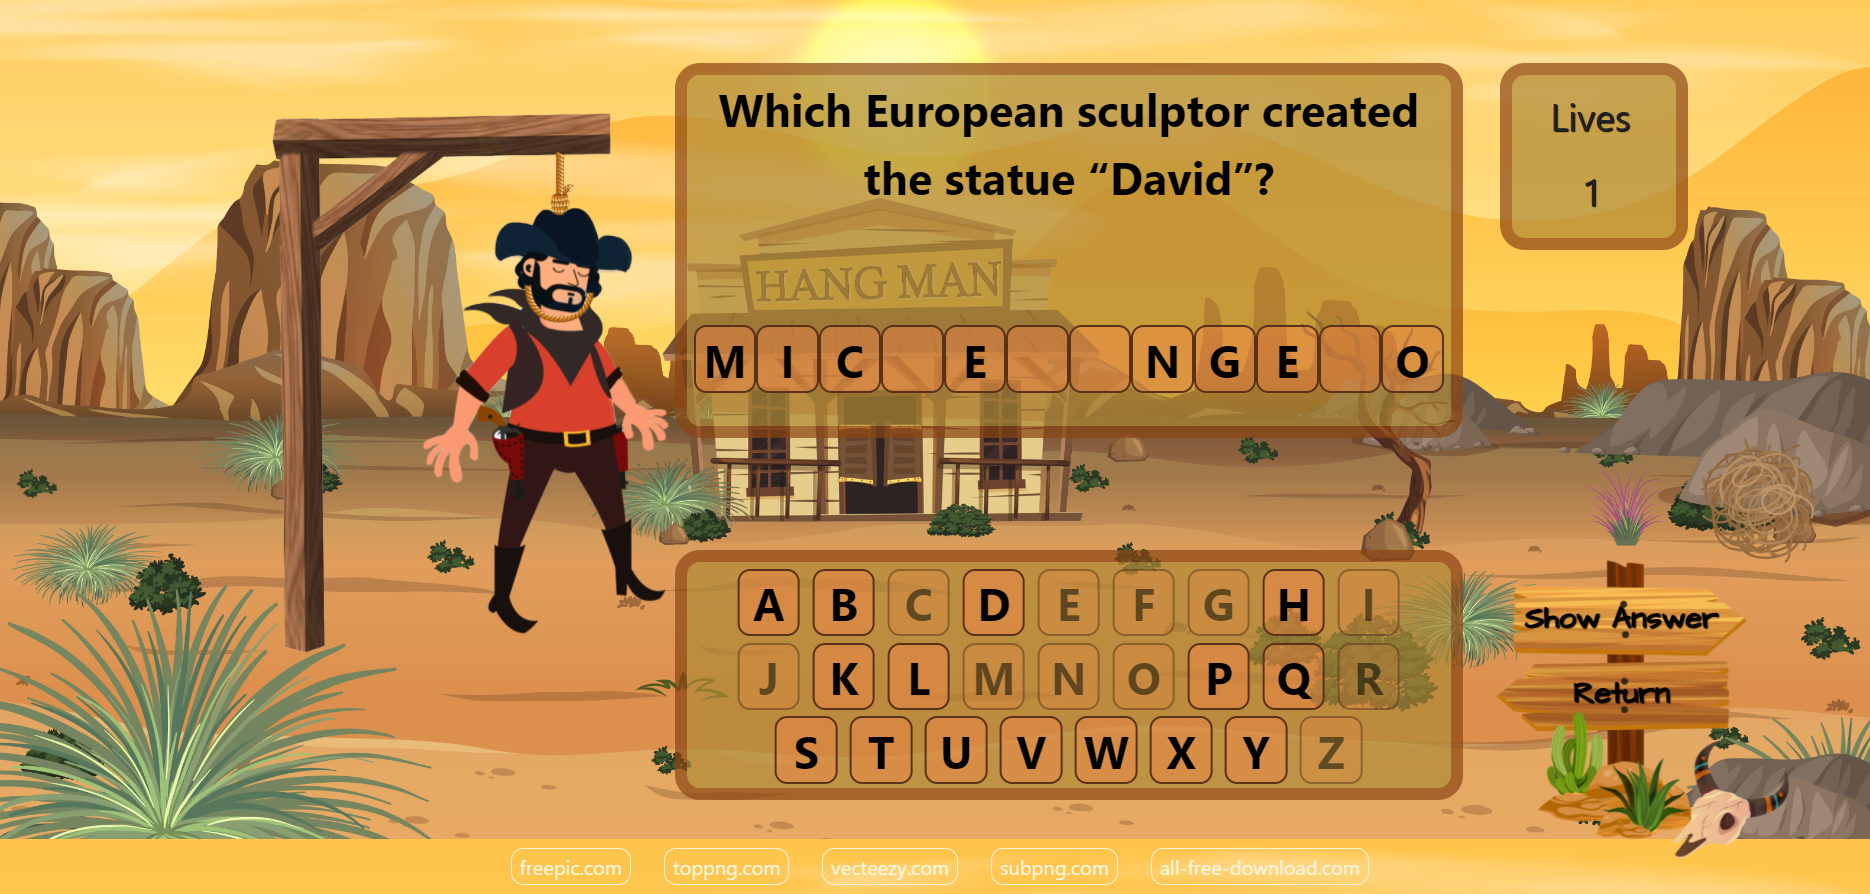 Which European sculptor created
the statue “David”?
Lives
1
HANG MAN
M I C E N G E O
A B C D E F G H I
J K L M N O P Q R
S T U V W X Y Z
Show Answer
Return
freepic.com toppng.com vecteezy.com subpng.com all-free-download.com